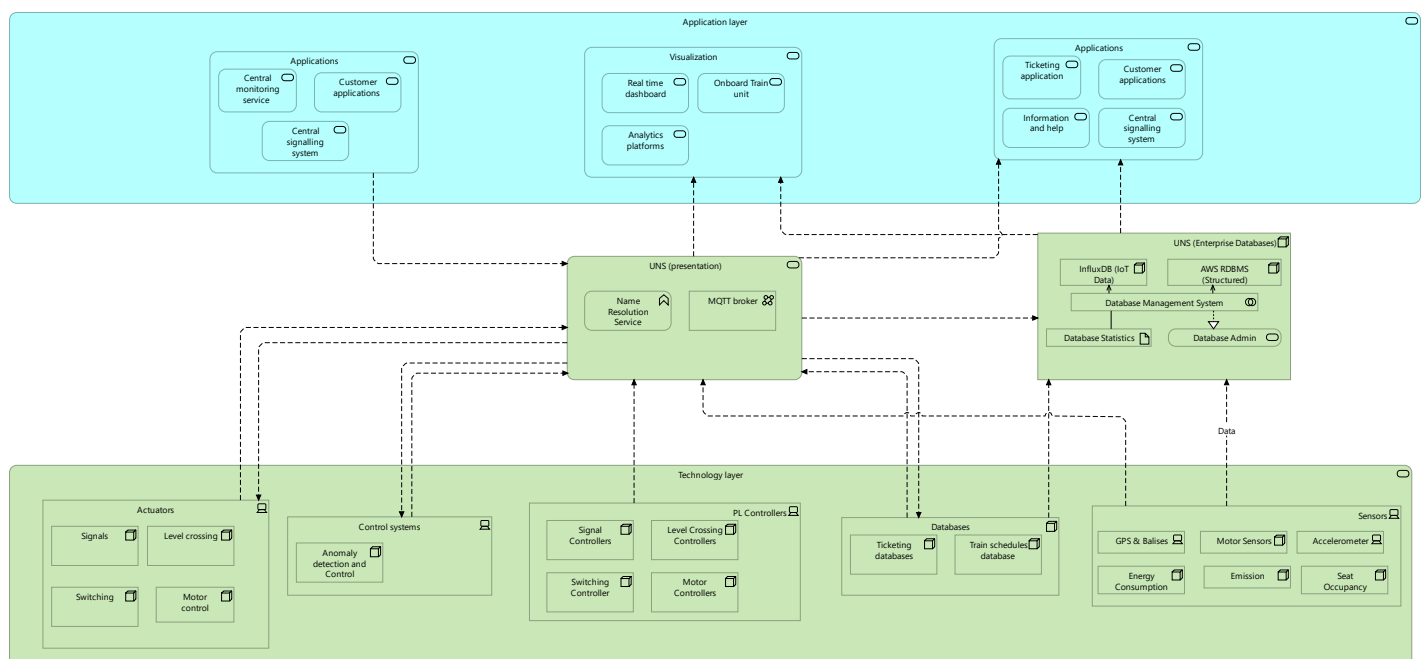 Application layer
Applications
Central
monitoring
service
Customer
applications
Central
signalling
system
Visualization
Real time
dashboard
Onboard Train
unit
Analytics
platforms
Applications
Ticketing
application
Customer
applications
Information
and help
Central
signalling
system
UNS (presentation)
Name
Resolution
Service
MQTT broker
UNS (Enterprise Databases)
InfluxDB (IoT
Data)
AWS RDBMS
(Structured)
Database Management System
Database Statistics
Database Admin
Data
Technology layer
Actuators
Signals
Level crossing
Switching
Motor
control
Control systems
Anomaly
detection and
Control
PL Controllers
Signal
Controllers
Level Crossing
Controllers
Switching
Controller
Motor
Controllers
Databases
Ticketing
databases
Train schedules
database
Sensors
GPS & Balises
Motor Sensors
Accelerometer
Energy
Consumption
Emission
Seat
Occupancy